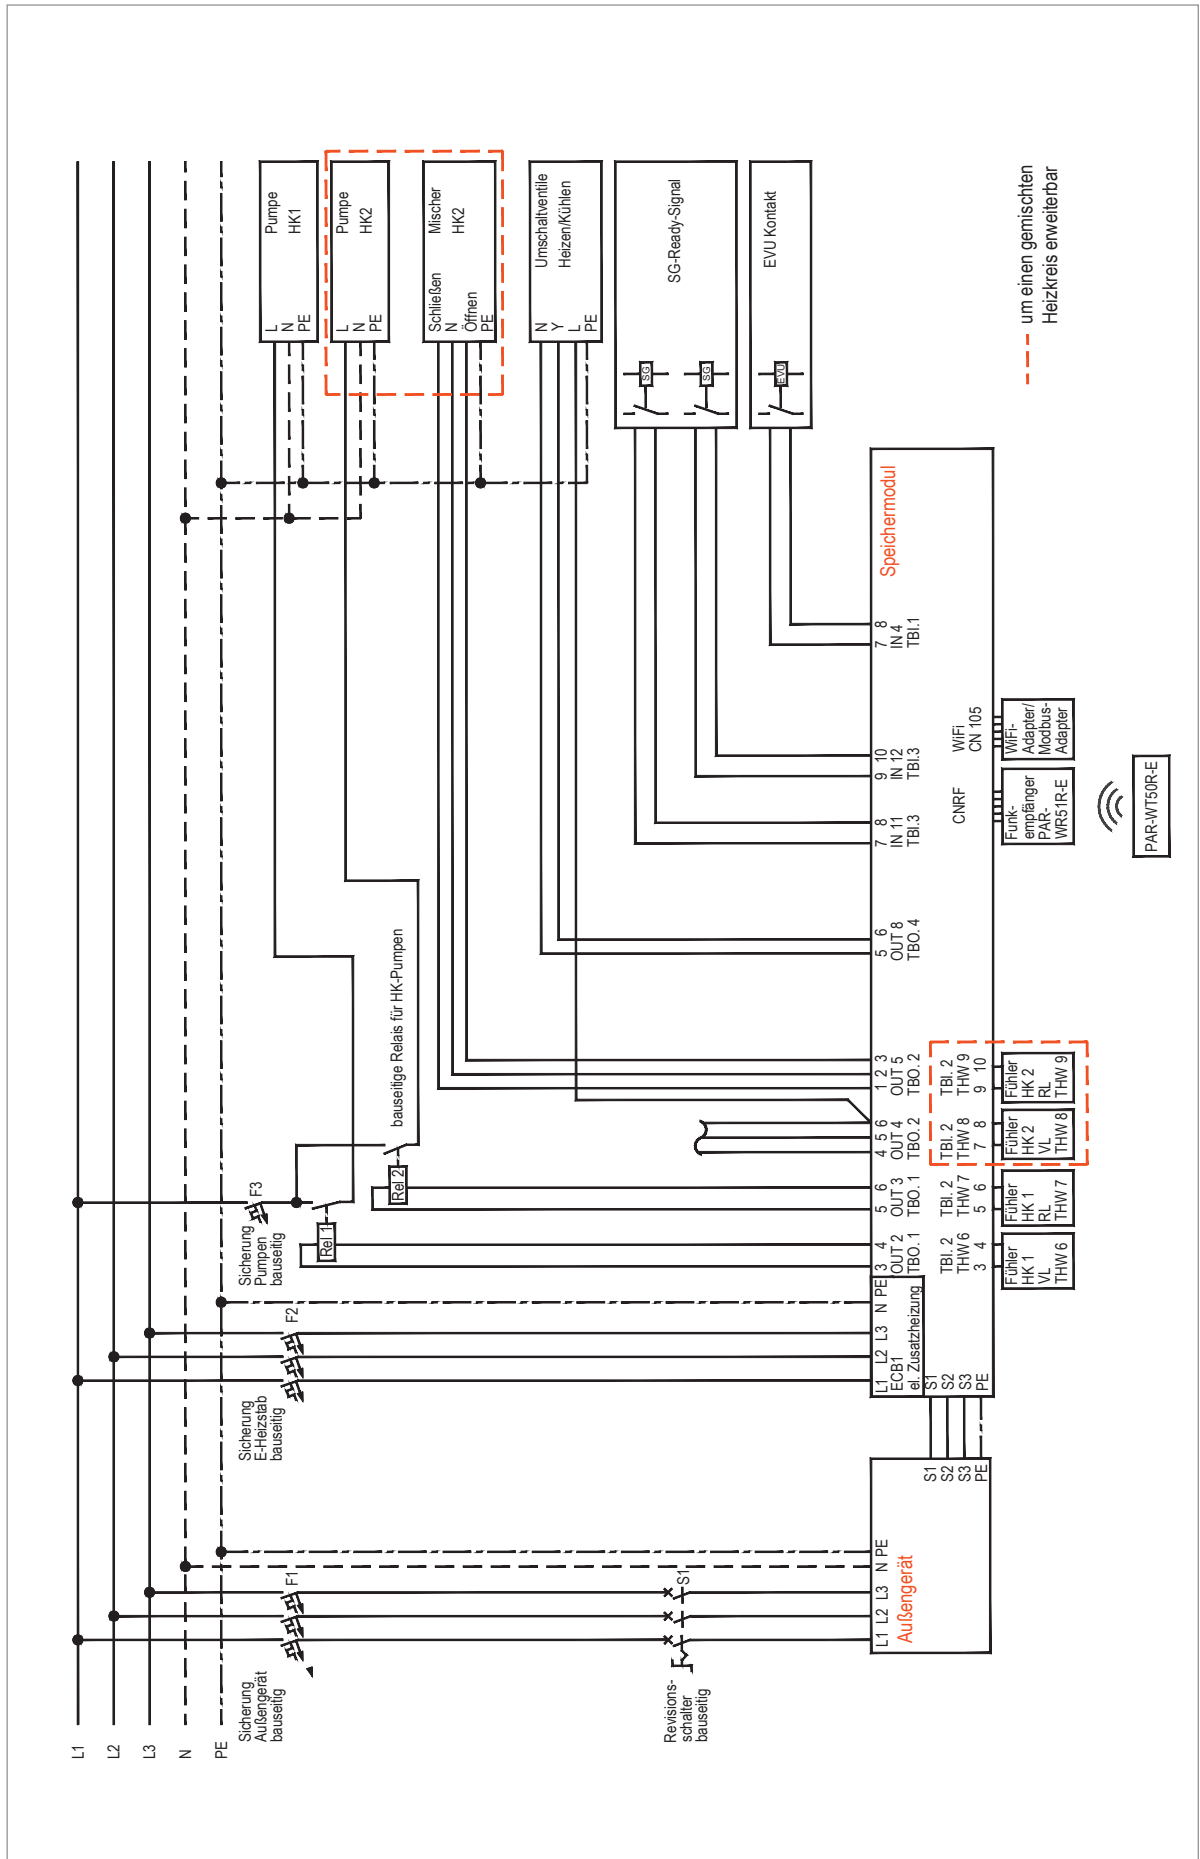 L1
L2
L3
N
PE
Sicherung
Außengerät
bauseitig
F1
Revisions-
schalter
bauseitig
S1
L1 L2 L3 N PE
Außengerät
S1
S2
S3
PE
Sicherung
E-Heizstab
bauseitig
F2
L1 L2 L3 N PE
ECB1
el. Zusatzheizung
S1
S2
S3
PE
Sicherung
Pumpen
bauseitig
F3
Rel 1
Rel 2
bauseitige Relais für HK-Pumpen
3 4
OUT 2
TBO. 1
5 6
OUT 3
TBO. 1
4 5 6
OUT 4
TBO. 2
1 2 3
OUT 5
TBO. 2
5 6
OUT 8
TBO. 4
7 8
IN 11
TBI.3
9 10
IN 12
TBI.3
7 8
IN 4
TBI.1
Speichermodul
TBI. 2
THW 6
3 4
TBI. 2
THW 7
5 6
TBI. 2
THW 8
7 8
TBI. 2
THW 9
9 10
CNRF
WiFi
CN 105
Fühler
HK 1
VL
THW 6
Fühler
HK 1
RL
THW 7
Fühler
HK 2
VL
THW 8
Fühler
HK 2
RL
THW 9
Funk-
empfänger
PAR-
WR51R-E
WiFi-
Adapter/
Modbus-
Adapter
PAR-WT50R-E
Pumpe
HK1
L
N
PE
Pumpe
HK2
L
N
PE
Mischer
HK2
Schließen
N
Öffnen
PE
Umschaltventile
Heizen/Kühlen
N
Y
L
PE
SG-Ready-Signal
SG
SG
EVU Kontakt
EVU
um einen gemischten
Heizkreis erweiterbar